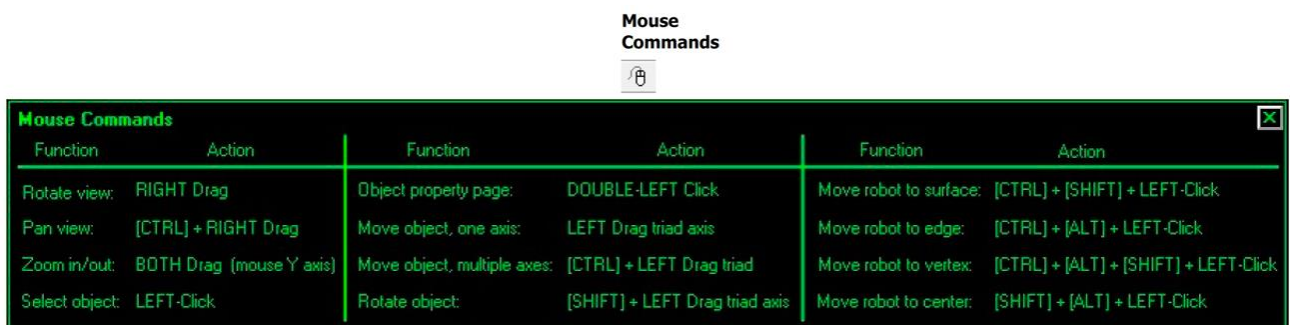 Mouse
Commands
Mouse Commands
Function Action Function Action Function Action
Rotate view: RIGHT Drag Object property page: DOUBLE-LEFT Click Move robot to surface: [CTRL] + [SHIFT] + LEFT-Click
Pan view: [CTRL] + RIGHT Drag Move object, one axis: LEFT Drag triad axis Move robot to edge: [CTRL] + [ALT] + LEFT-Click
Zoom in/out: BOTH Drag (mouse Y axis) Move object, multiple axes: [CTRL] + LEFT Drag triad Move robot to vertex: [CTRL] + [ALT] + [SHIFT] + LEFT-Click
Select object: LEFT-Click Rotate object: [SHIFT] + LEFT Drag triad axis Move robot to center: [SHIFT] + [ALT] + LEFT-Click